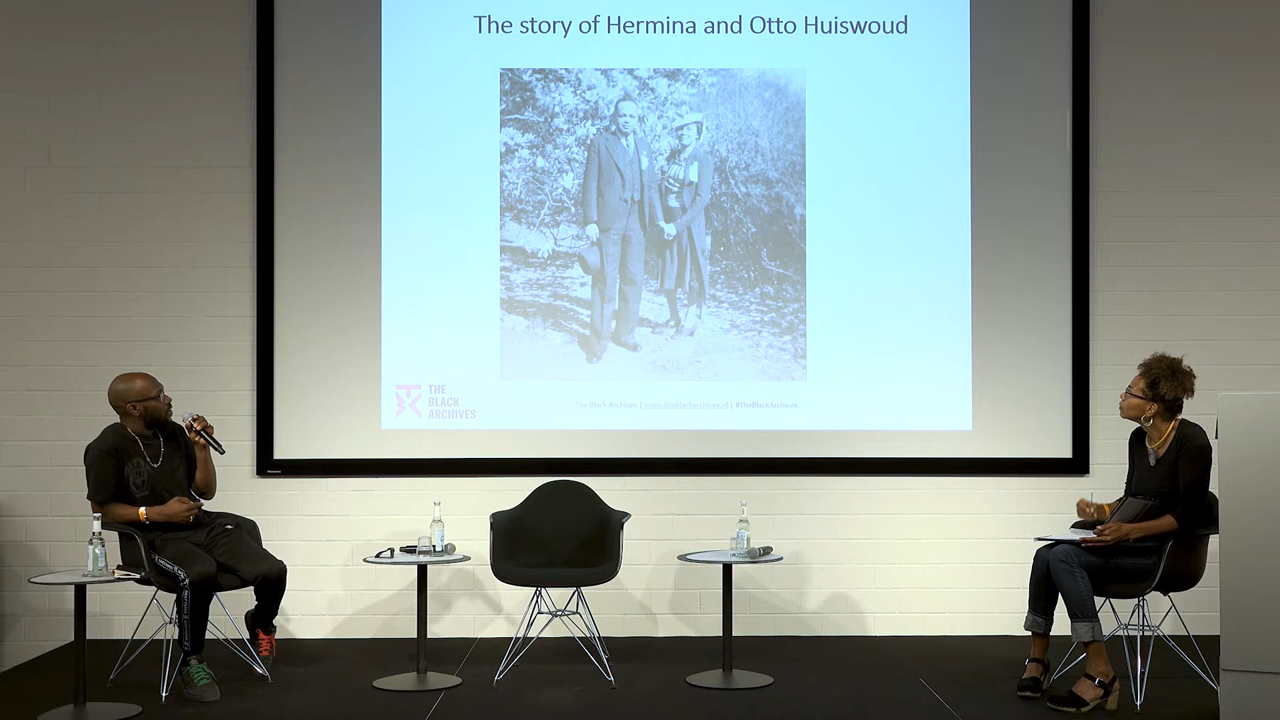 The story of Hermina and Otto Huiswoud
THE
BLACK
ARCHIVES
The Black Archives | www.theblackarchives.nl | #TheBlackArchives